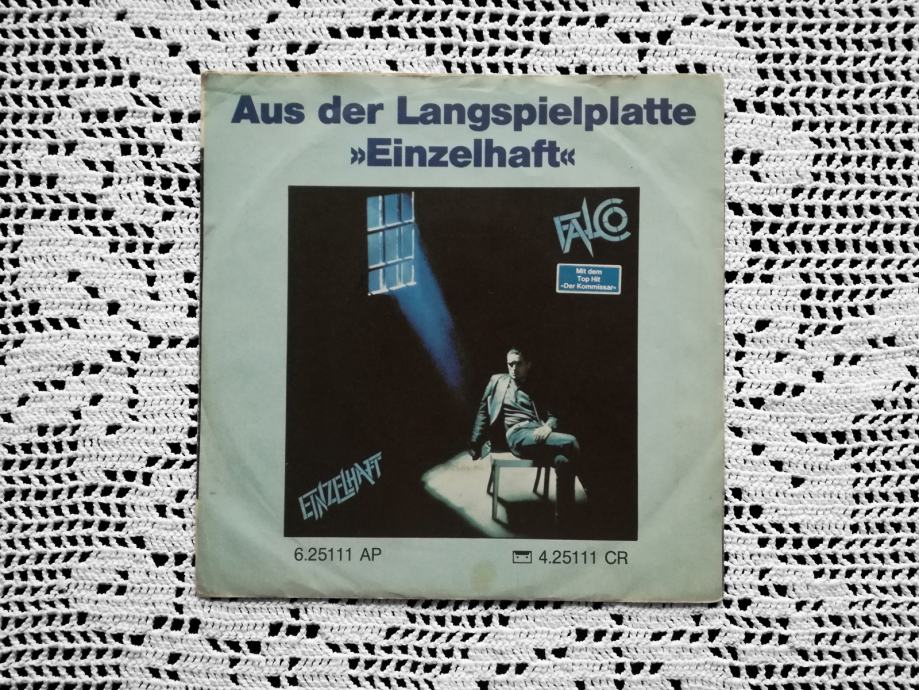 Aus der Langspielplatte
»Einzelhaft«
FALCO
Mit dem
Top Hit
»Der Kommissar«
EINZELHAFT
6.25111 AP
4.25111 CR